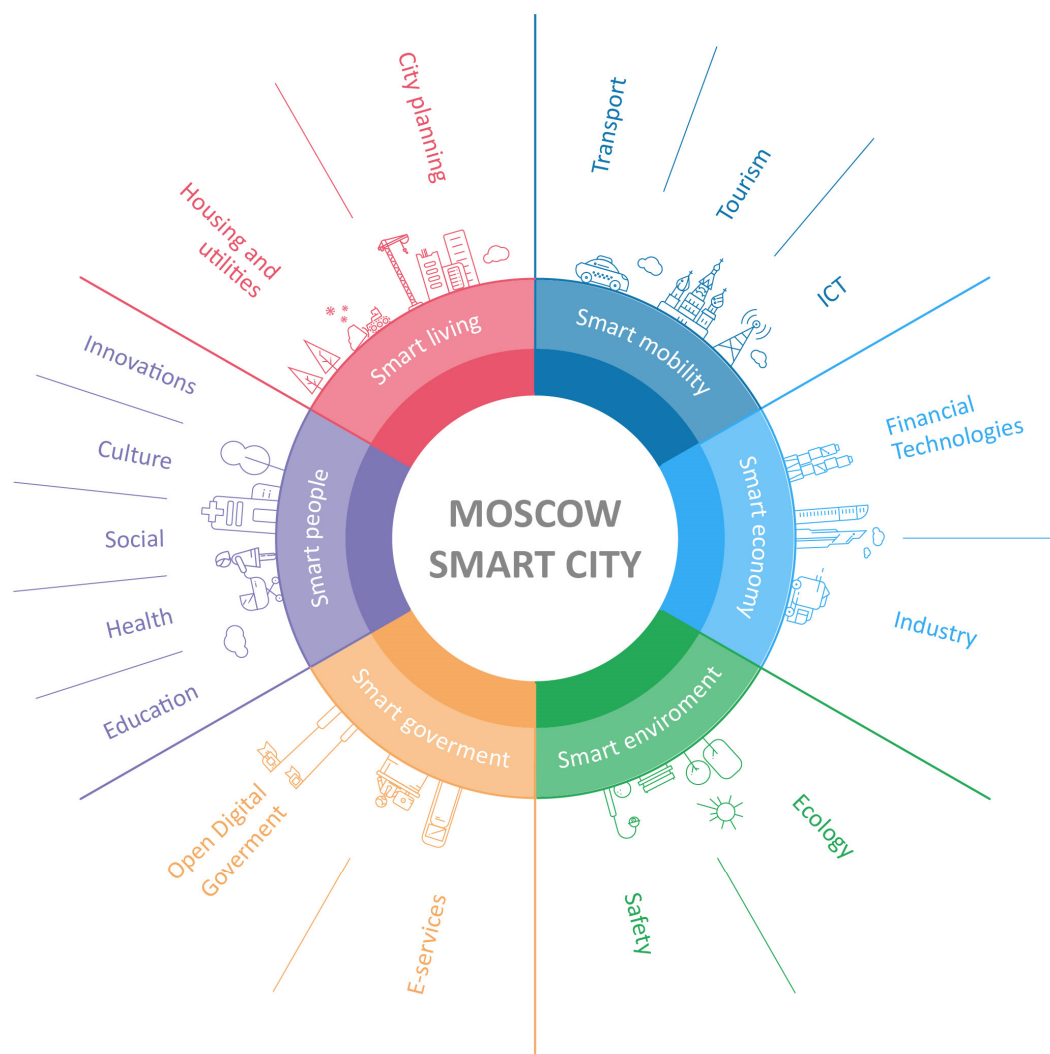 MOSCOW
SMART CITY
Smart living
City planning
Housing and
utilities
Smart mobility
Transport
Tourism
ICT
Smart economy
Financial
Technologies
Industry
Smart enviroment
Ecology
Safety
Smart goverment
E-services
Open Digital
Goverment
Smart people
Innovations
Culture
Social
Health
Education